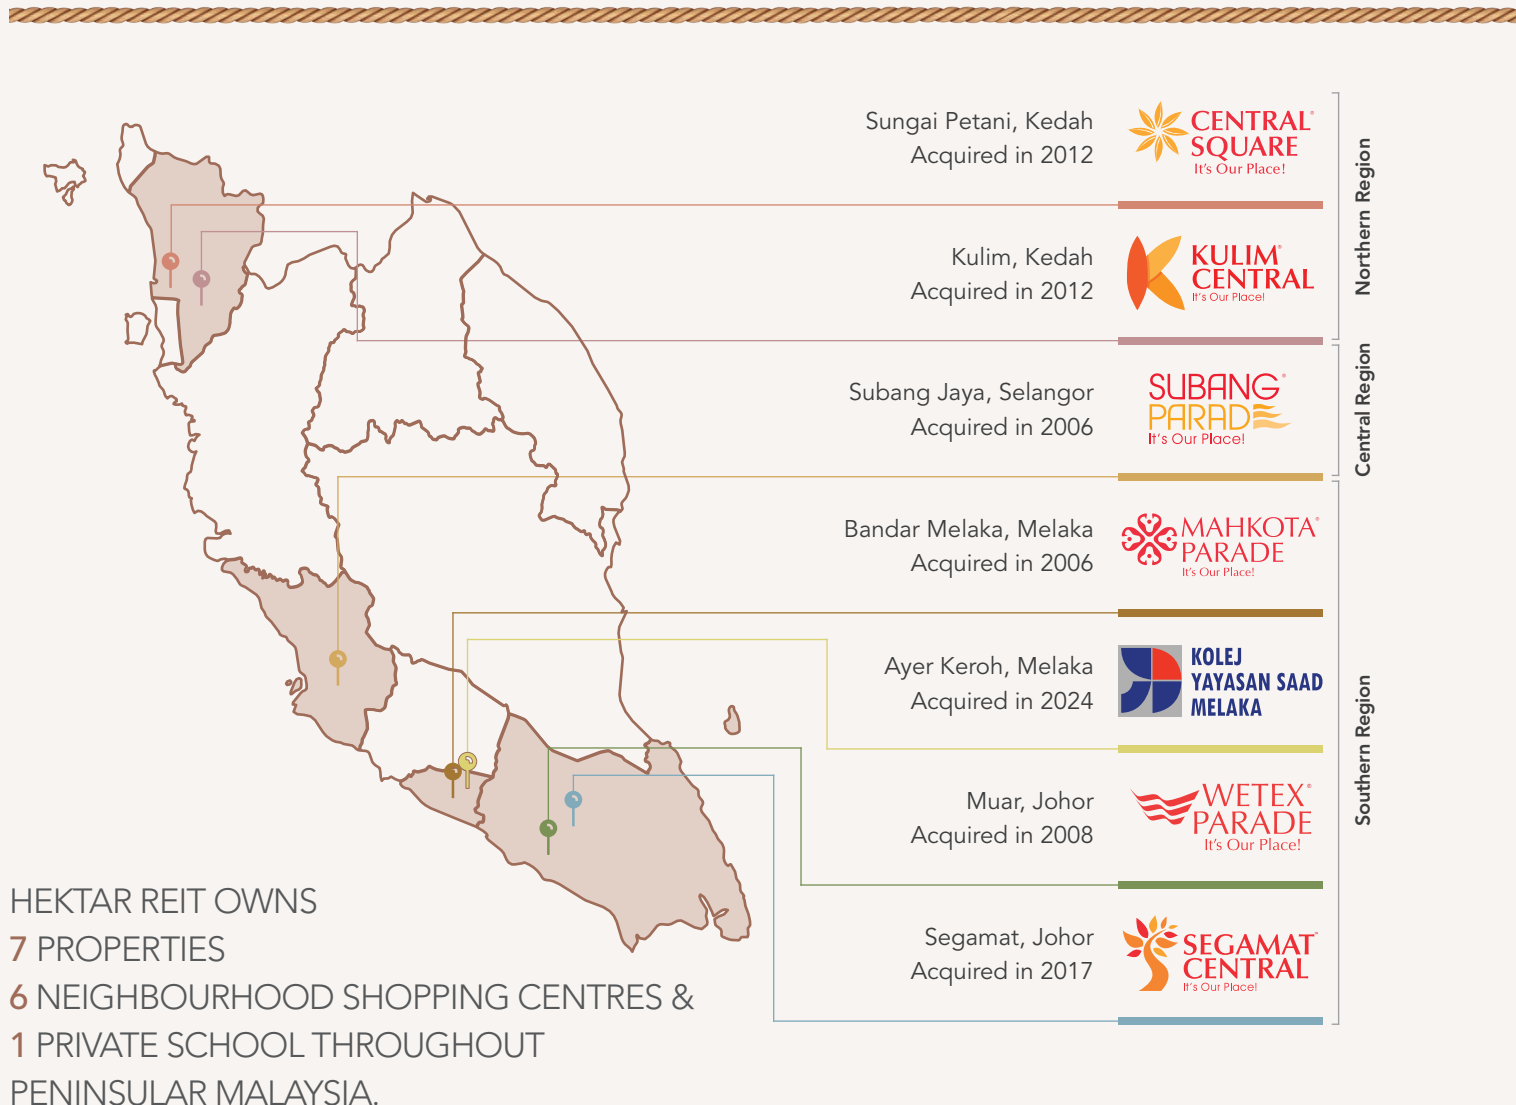 Sungai Petani, Kedah
Acquired in 2012
CENTRAL®
SQUARE
It's Our Place!
Kulim, Kedah
Acquired in 2012
KULIM®
CENTRAL
It's Our Place!
Northern Region
Subang Jaya, Selangor
Acquired in 2006
SUBANG®
PARADE
It's Our Place!
Central Region
Bandar Melaka, Melaka
Acquired in 2006
MAHKOTA®
PARADE
It's Our Place!
Ayer Keroh, Melaka
Acquired in 2024
KOLEJ
YAYASAN SAAD
MELAKA
Muar, Johor
Acquired in 2008
WETEX®
PARADE
It's Our Place!
Segamat, Johor
Acquired in 2017
SEGAMAT®
CENTRAL
It's Our Place!
Southern Region
HEKTAR REIT OWNS
7 PROPERTIES
6 NEIGHBOURHOOD SHOPPING CENTRES &
1 PRIVATE SCHOOL THROUGHOUT
PENINSULAR MALAYSIA.